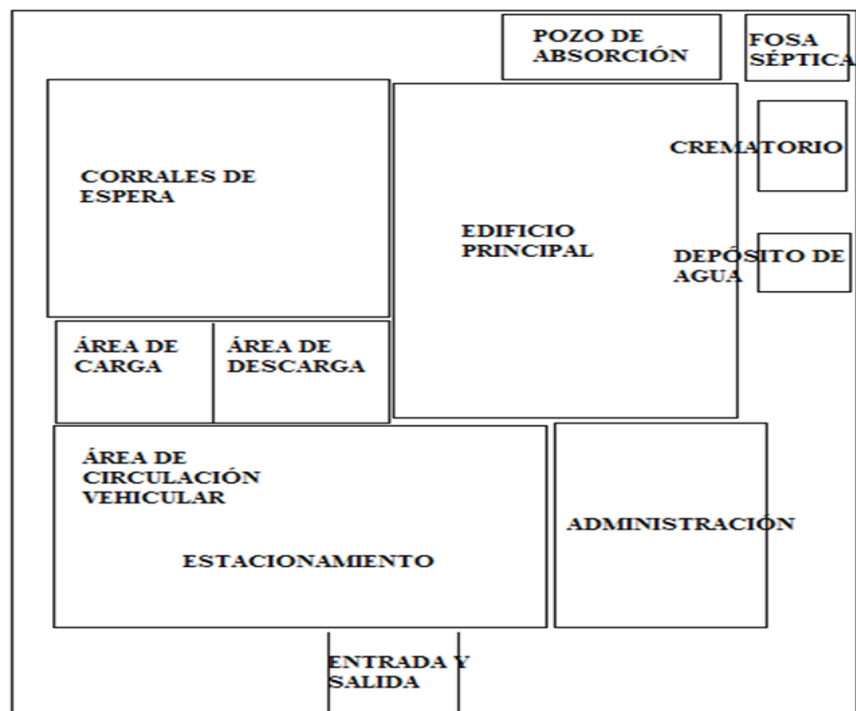 POZO DE
ABSORCIÓN
FOSA
SÉPTICA
CREMATORIO
CORRALES DE
ESPERA
EDIFICIO
PRINCIPAL
DEPÓSITO DE
AGUA
ÁREA DE
CARGA
ÁREA DE
DESCARGA
ÁREA DE
CIRCULACIÓN
VEHICULAR
ESTACIONAMIENTO
ADMINISTRACIÓN
ENTRADA Y
SALIDA